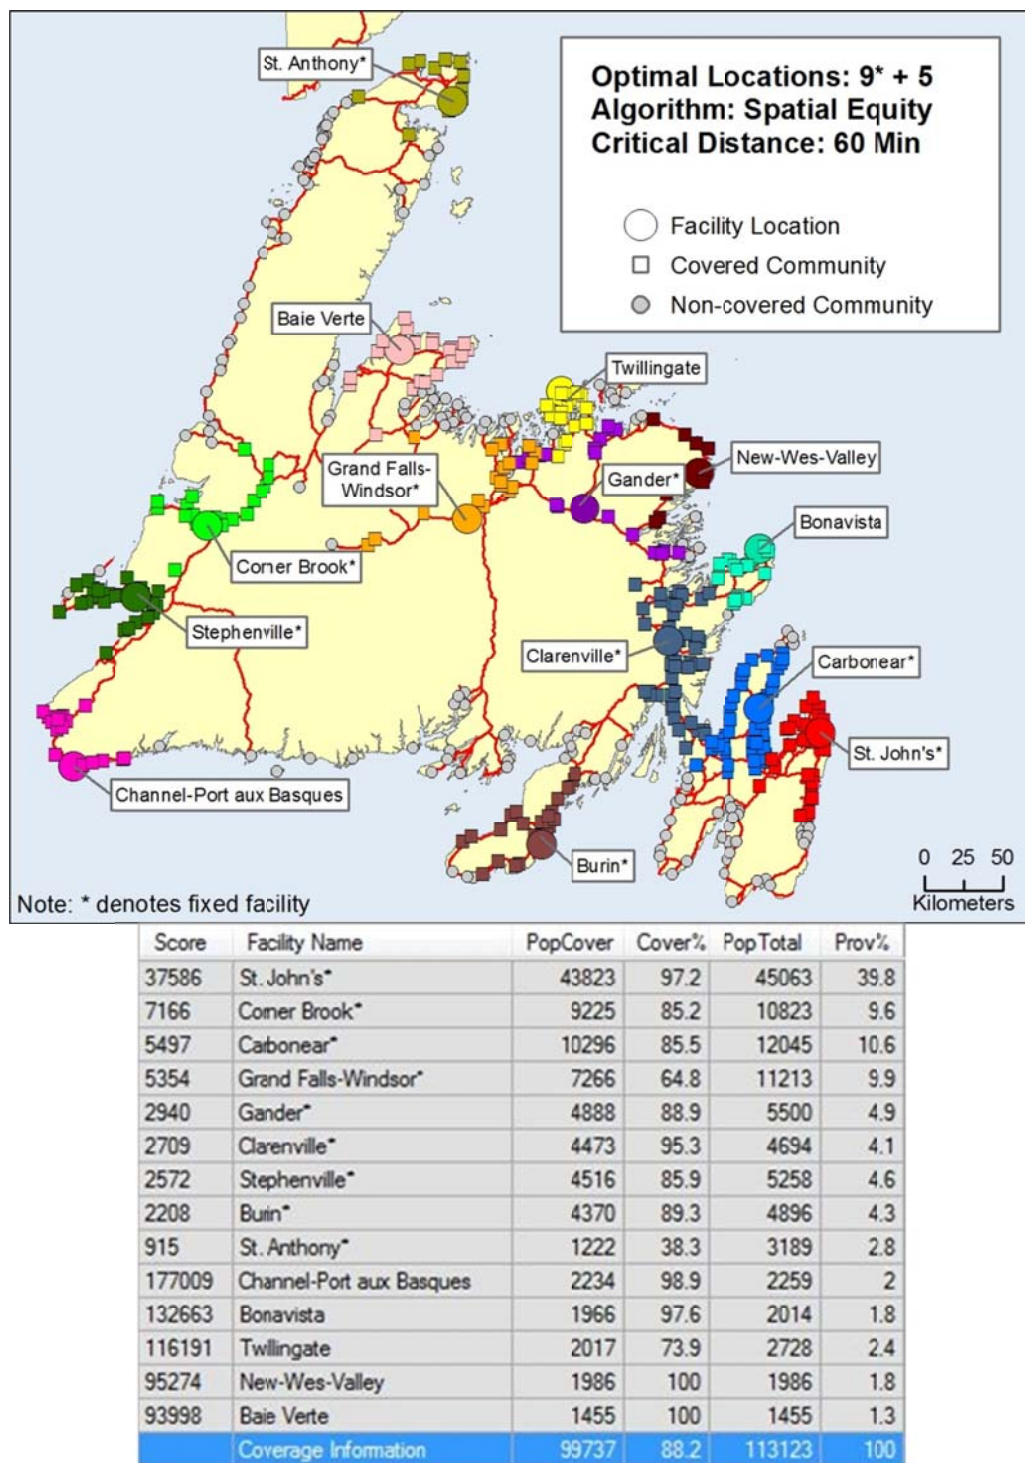 St. Anthony*
Optimal Locations: 9* + 5
Algorithm: Spatial Equity
Critical Distance: 60 Min
Facility Location
Covered Community
Non-covered Community
Baie Verte
Twillingate
Grand Falls-
Windsor*
New-Wes-Valley
Gander*
Bonavista
Corner Brook*
Stephenville*
Clarenville*
Carbonear*
St. John's*
Channel-Port aux Basques
Burin*
0 25 50
Kilometers
Note: * denotes fixed facility
Score Facility Name PopCover Cover% PopTotal Prov%
37586 St. John's* 43823 97.2 45063 39.8
7166 Corner Brook* 9225 85.2 10823 9.6
5497 Carbonear* 10296 85.5 12045 10.6
5354 Grand Falls-Windsor* 7266 64.8 11213 9.9
2940 Gander* 4888 88.9 5500 4.9
2709 Clarenville* 4473 95.3 4694 4.1
2572 Stephenville* 4516 85.9 5258 4.6
2208 Burin* 4370 89.3 4896 4.3
915 St. Anthony* 1222 38.3 3189 2.8
177009 Channel-Port aux Basques 2234 98.9 2259 2
132663 Bonavista 1966 97.6 2014 1.8
116191 Twillingate 2017 73.9 2728 2.4
95274 New-Wes-Valley 1986 100 1986 1.8
93998 Baie Verte 1455 100 1455 1.3
Coverage Information 99737 88.2 113123 100